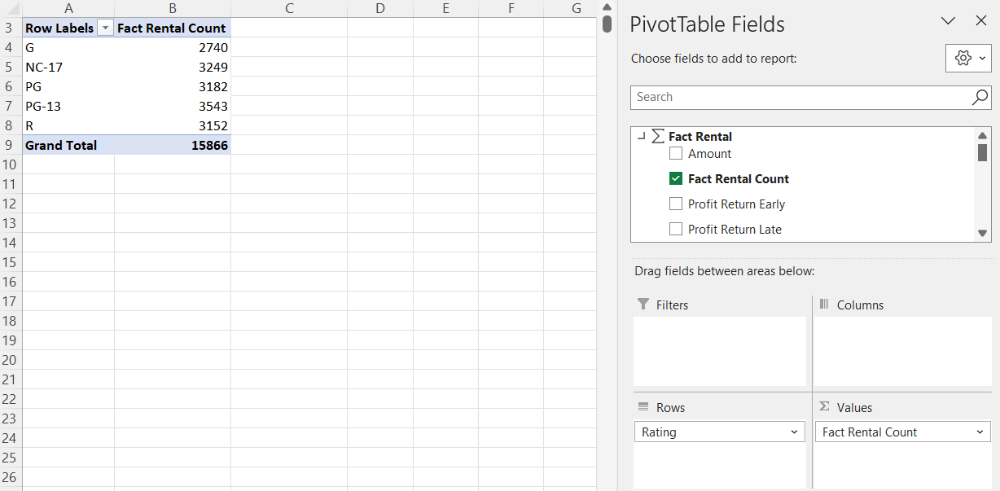 A B C D E F G
3 Row Labels Fact Rental Count
4 G 2740
5 NC-17 3249
6 PG 3182
7 PG-13 3543
8 R 3152
9 Grand Total 15866
10
11
12
13
14
15
16
17
18
19
20
21
22
23
24
25
26
PivotTable Fields
Choose fields to add to report:
Search
Σ Fact Rental
Amount
Fact Rental Count
Profit Return Early
Profit Return Late
Drag fields between areas below:
Filters
Columns
Rows
Σ Values
Rating
Fact Rental Count